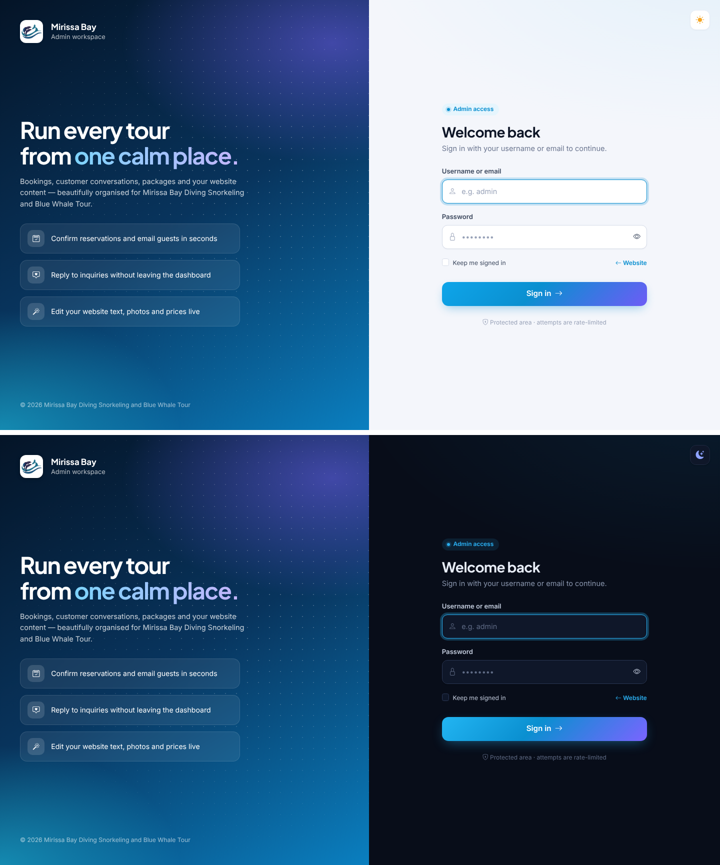 Mirissa Bay
Admin workspace
Run every tour
from one calm place.
Bookings, customer conversations, packages and your website
content — beautifully organised for Mirissa Bay Diving Snorkeling
and Blue Whale Tour.
Confirm reservations and email guests in seconds
Reply to inquiries without leaving the dashboard
Edit your website text, photos and prices live
© 2026 Mirissa Bay Diving Snorkeling and Blue Whale Tour
Admin access
Welcome back
Sign in with your username or email to continue.
Username or email
e.g. admin
Password
••••••••
Keep me signed in
← Website
Sign in →
Protected area · attempts are rate-limited
Mirissa Bay
Admin workspace
Run every tour
from one calm place.
Bookings, customer conversations, packages and your website
content — beautifully organised for Mirissa Bay Diving Snorkeling
and Blue Whale Tour.
Confirm reservations and email guests in seconds
Reply to inquiries without leaving the dashboard
Edit your website text, photos and prices live
© 2026 Mirissa Bay Diving Snorkeling and Blue Whale Tour
Admin access
Welcome back
Sign in with your username or email to continue.
Username or email
e.g. admin
Password
••••••••
Keep me signed in
← Website
Sign in →
Protected area · attempts are rate-limited